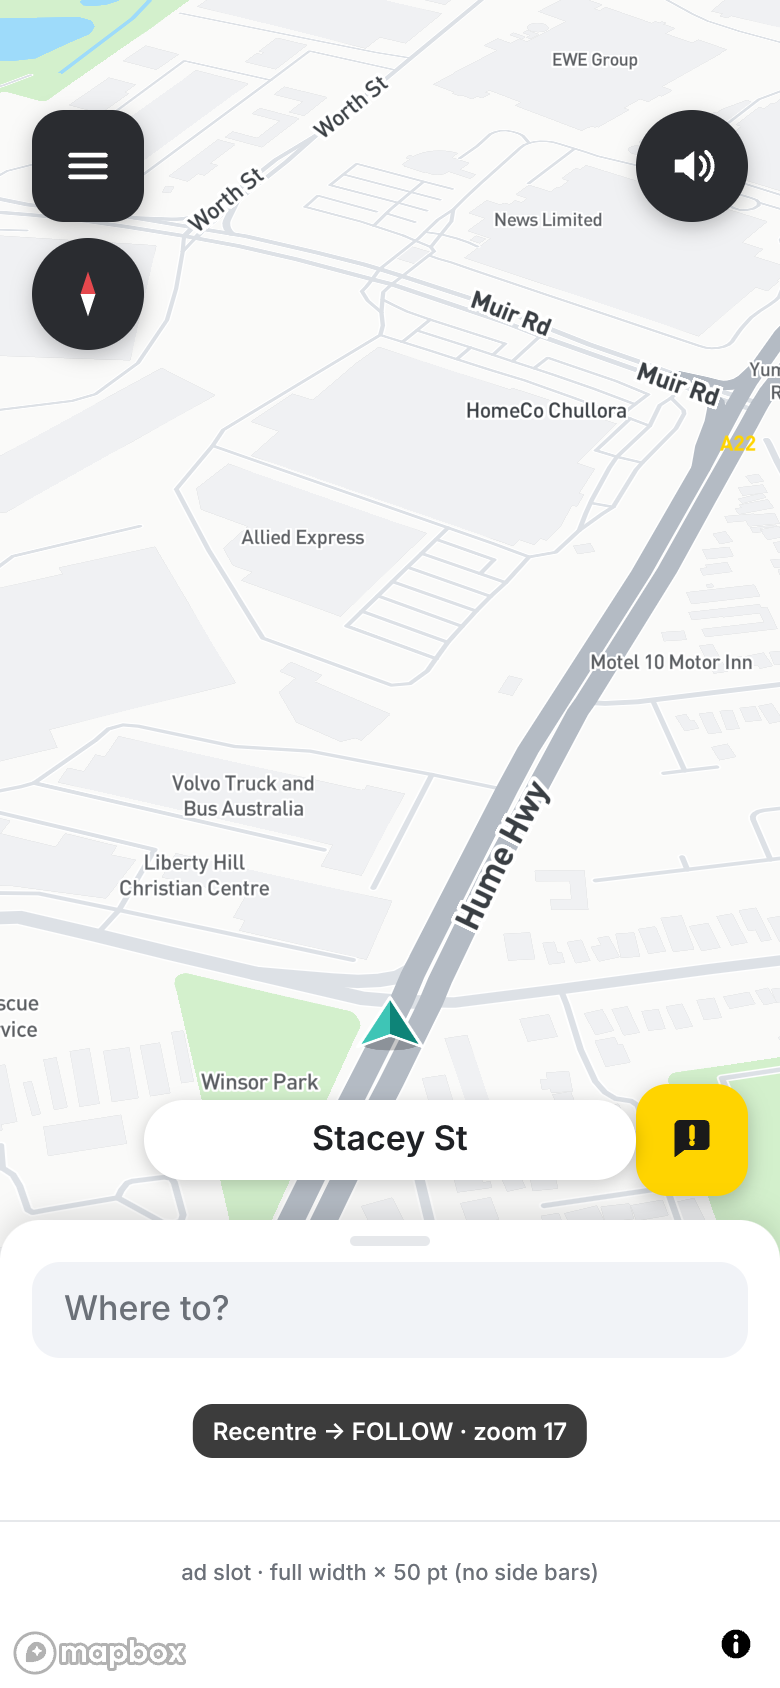 EWE Group
Worth St
Worth St
News Limited
Muir Rd
Muir Rd
HomeCo Chullora
A22
Allied Express
Motel 10 Motor Inn
Volvo Truck and
Bus Australia
Hume Hwy
Liberty Hill
Christian Centre
Winsor Park
Stacey St
Where to?
Recentre → FOLLOW · zoom 17
ad slot · full width × 50 pt (no side bars)
mapbox